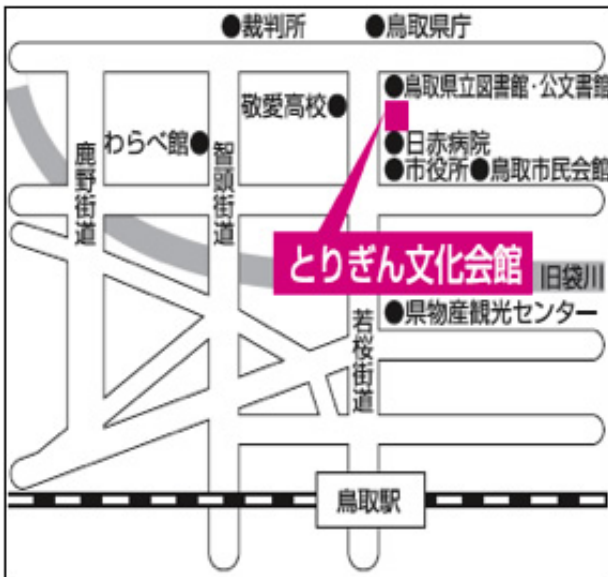 ●裁判所 ●鳥取県庁
●鳥取県立図書館・公文書館
敬愛高校●
わらべ館●
●日赤病院
●市役所●鳥取市民会館
鹿野街道
智頭街道
とりぎん文化会館
旧袋川
●県物産観光センター
若桜街道
鳥取駅